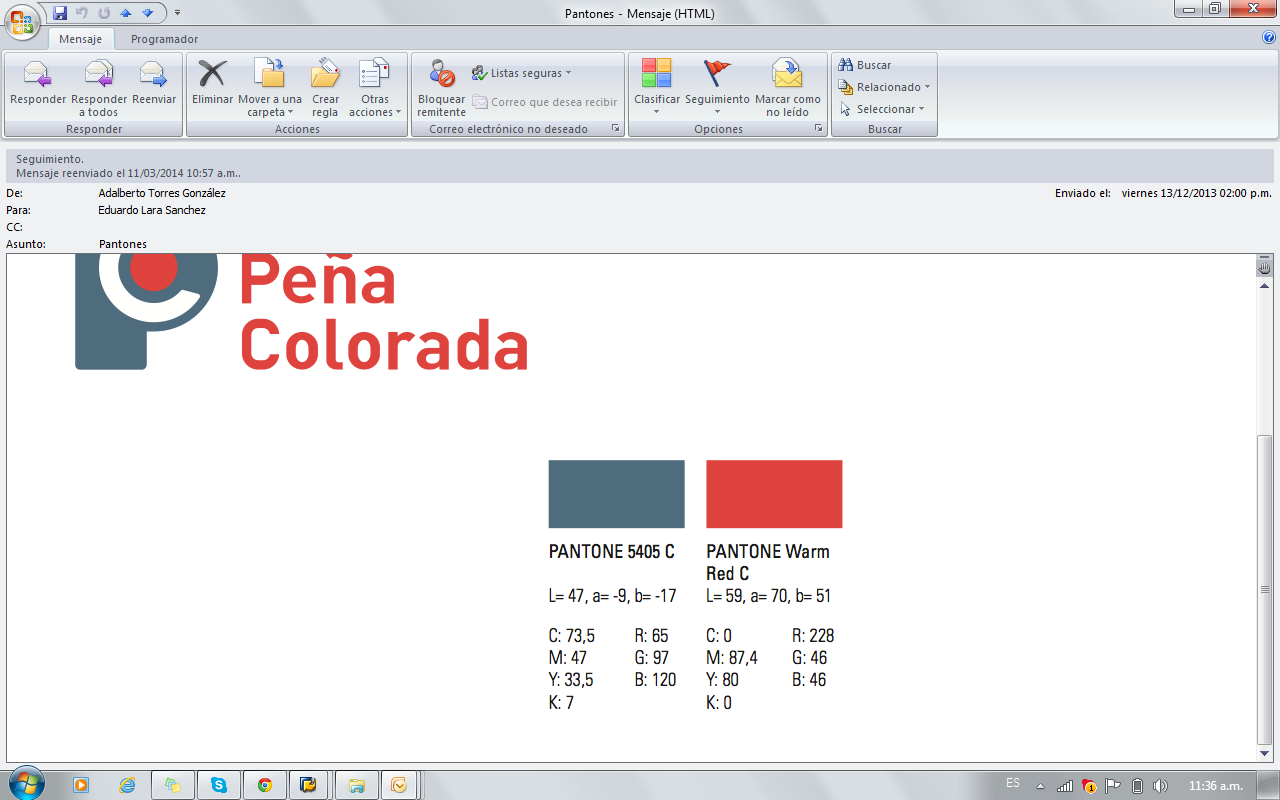 Pantones - Mensaje (HTML)
Mensaje Programador
Responder Responder a todos Reenviar
Responder
Eliminar Mover a una carpeta Crear regla Otras acciones
Acciones
Bloquear remitente Listas seguras
Correo que desea recibir
Correo electrónico no deseado
Clasificar Seguimiento Marcar como no leído
Opciones
Buscar
Relacionado
Seleccionar
Buscar
Seguimiento.
Mensaje reenviado el 11/03/2014 10:57 a.m..
De: Adalberto Torres González Enviado el: viernes 13/12/2013 02:00 p.m.
Para: Eduardo Lara Sanchez
CC:
Asunto: Pantones
Peña
Colorada
PANTONE 5405 C
L= 47, a= -9, b= -17
C: 73,5 R: 65
M: 47 G: 97
Y: 33,5 B: 120
K: 7
PANTONE Warm
Red C
L= 59, a= 70, b= 51
C: 0 R: 228
M: 87,4 G: 46
Y: 80 B: 46
K: 0
ES 11:36 a.m.